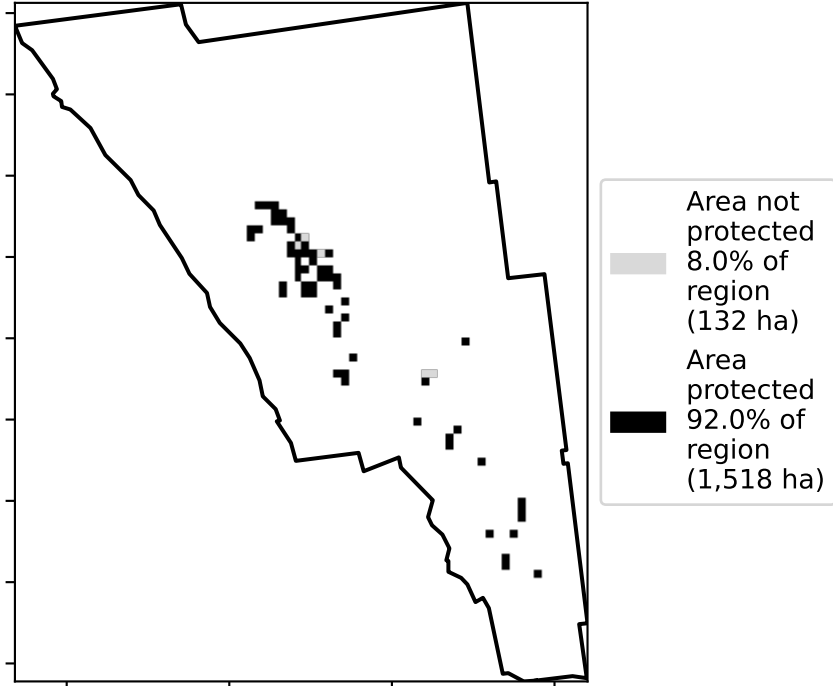 Area not
protected
8.0% of
region
(132 ha)
Area
protected
92.0% of
region
(1,518 ha)